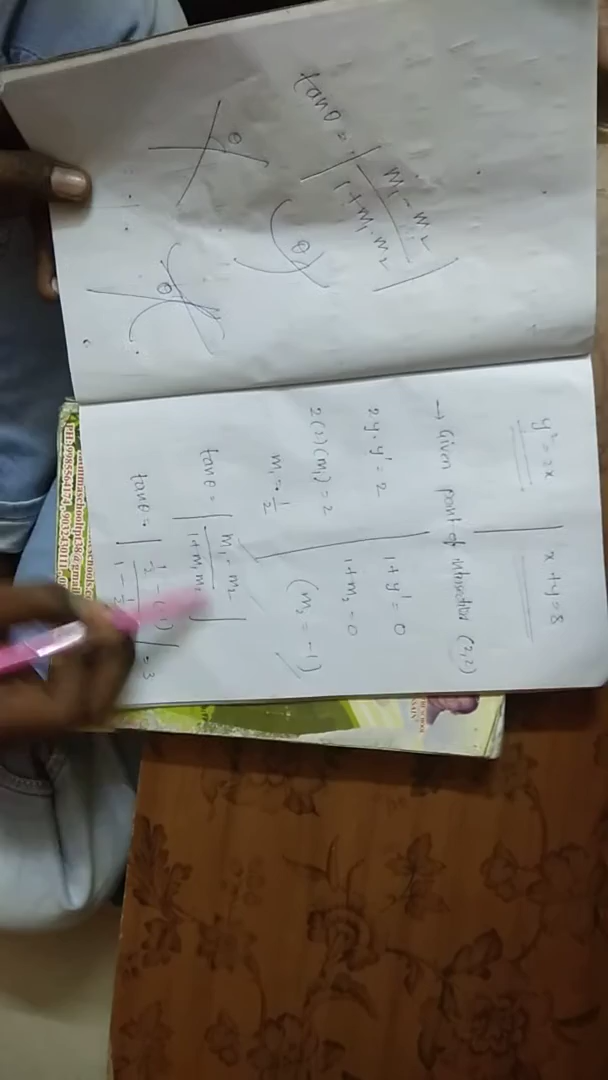 tanθ = | m₁ - m₂ / 1 + m₁ . m₂ |
θ
θ
θ
y² = 2x | x + y = 8
→ Given point of intersection (2,2)
2y.y' = 2 | 1 + y' = 0
2(2)(m₁) = 2 | 1 + m₂ = 0
m₁ = 1/2 | (m₂ = -1)
tanθ = | m₁ - m₂ / 1 + m₁m₂ |
tanθ = | 1/2 - (-1) / 1 - 1/2 | = 3